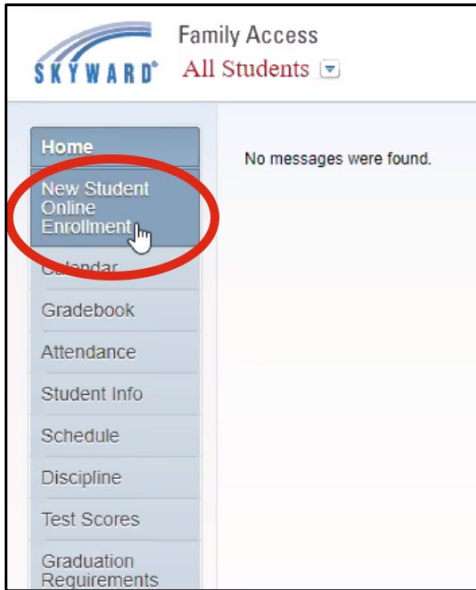 Family Access
SKYWARD®
All Students
Home
No messages were found.
New Student
Online
Enrollment
Calendar
Gradebook
Attendance
Student Info
Schedule
Discipline
Test Scores
Graduation
Requirements